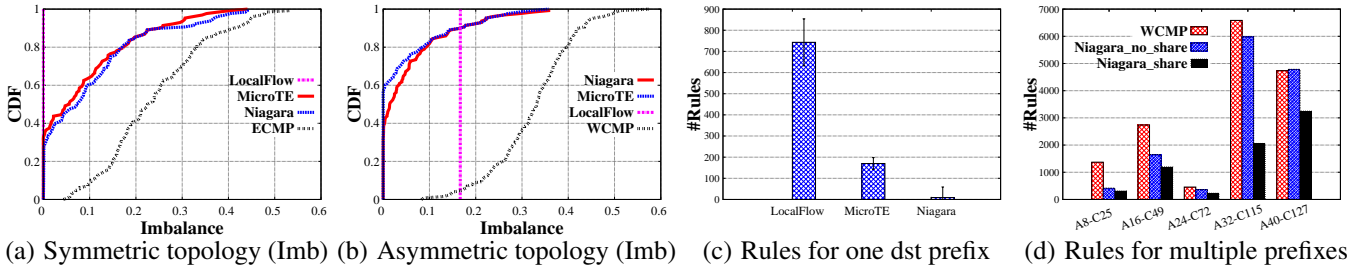 CDF
1
0.8
0.6
0.4
0.2
0
LocalFlow
MicroTE
Niagara
ECMP
0 0.1 0.2 0.3 0.4 0.5 0.6
Imbalance
(a) Symmetric topology (Imb)
CDF
1
0.8
0.6
0.4
0.2
0
Niagara
MicroTE
LocalFlow
WCMP
0 0.1 0.2 0.3 0.4 0.5 0.6
Imbalance
(b) Asymmetric topology (Imb)
#Rules
900
800
700
600
500
400
300
200
100
0
LocalFlow MicroTE Niagara
(c) Rules for one dst prefix
#Rules
7000
6000
5000
4000
3000
2000
1000
0
WCMP
Niagara_no_share
Niagara_share
A8-C25 A16-C49 A24-C72 A32-C115 A40-C127
(d) Rules for multiple prefixes